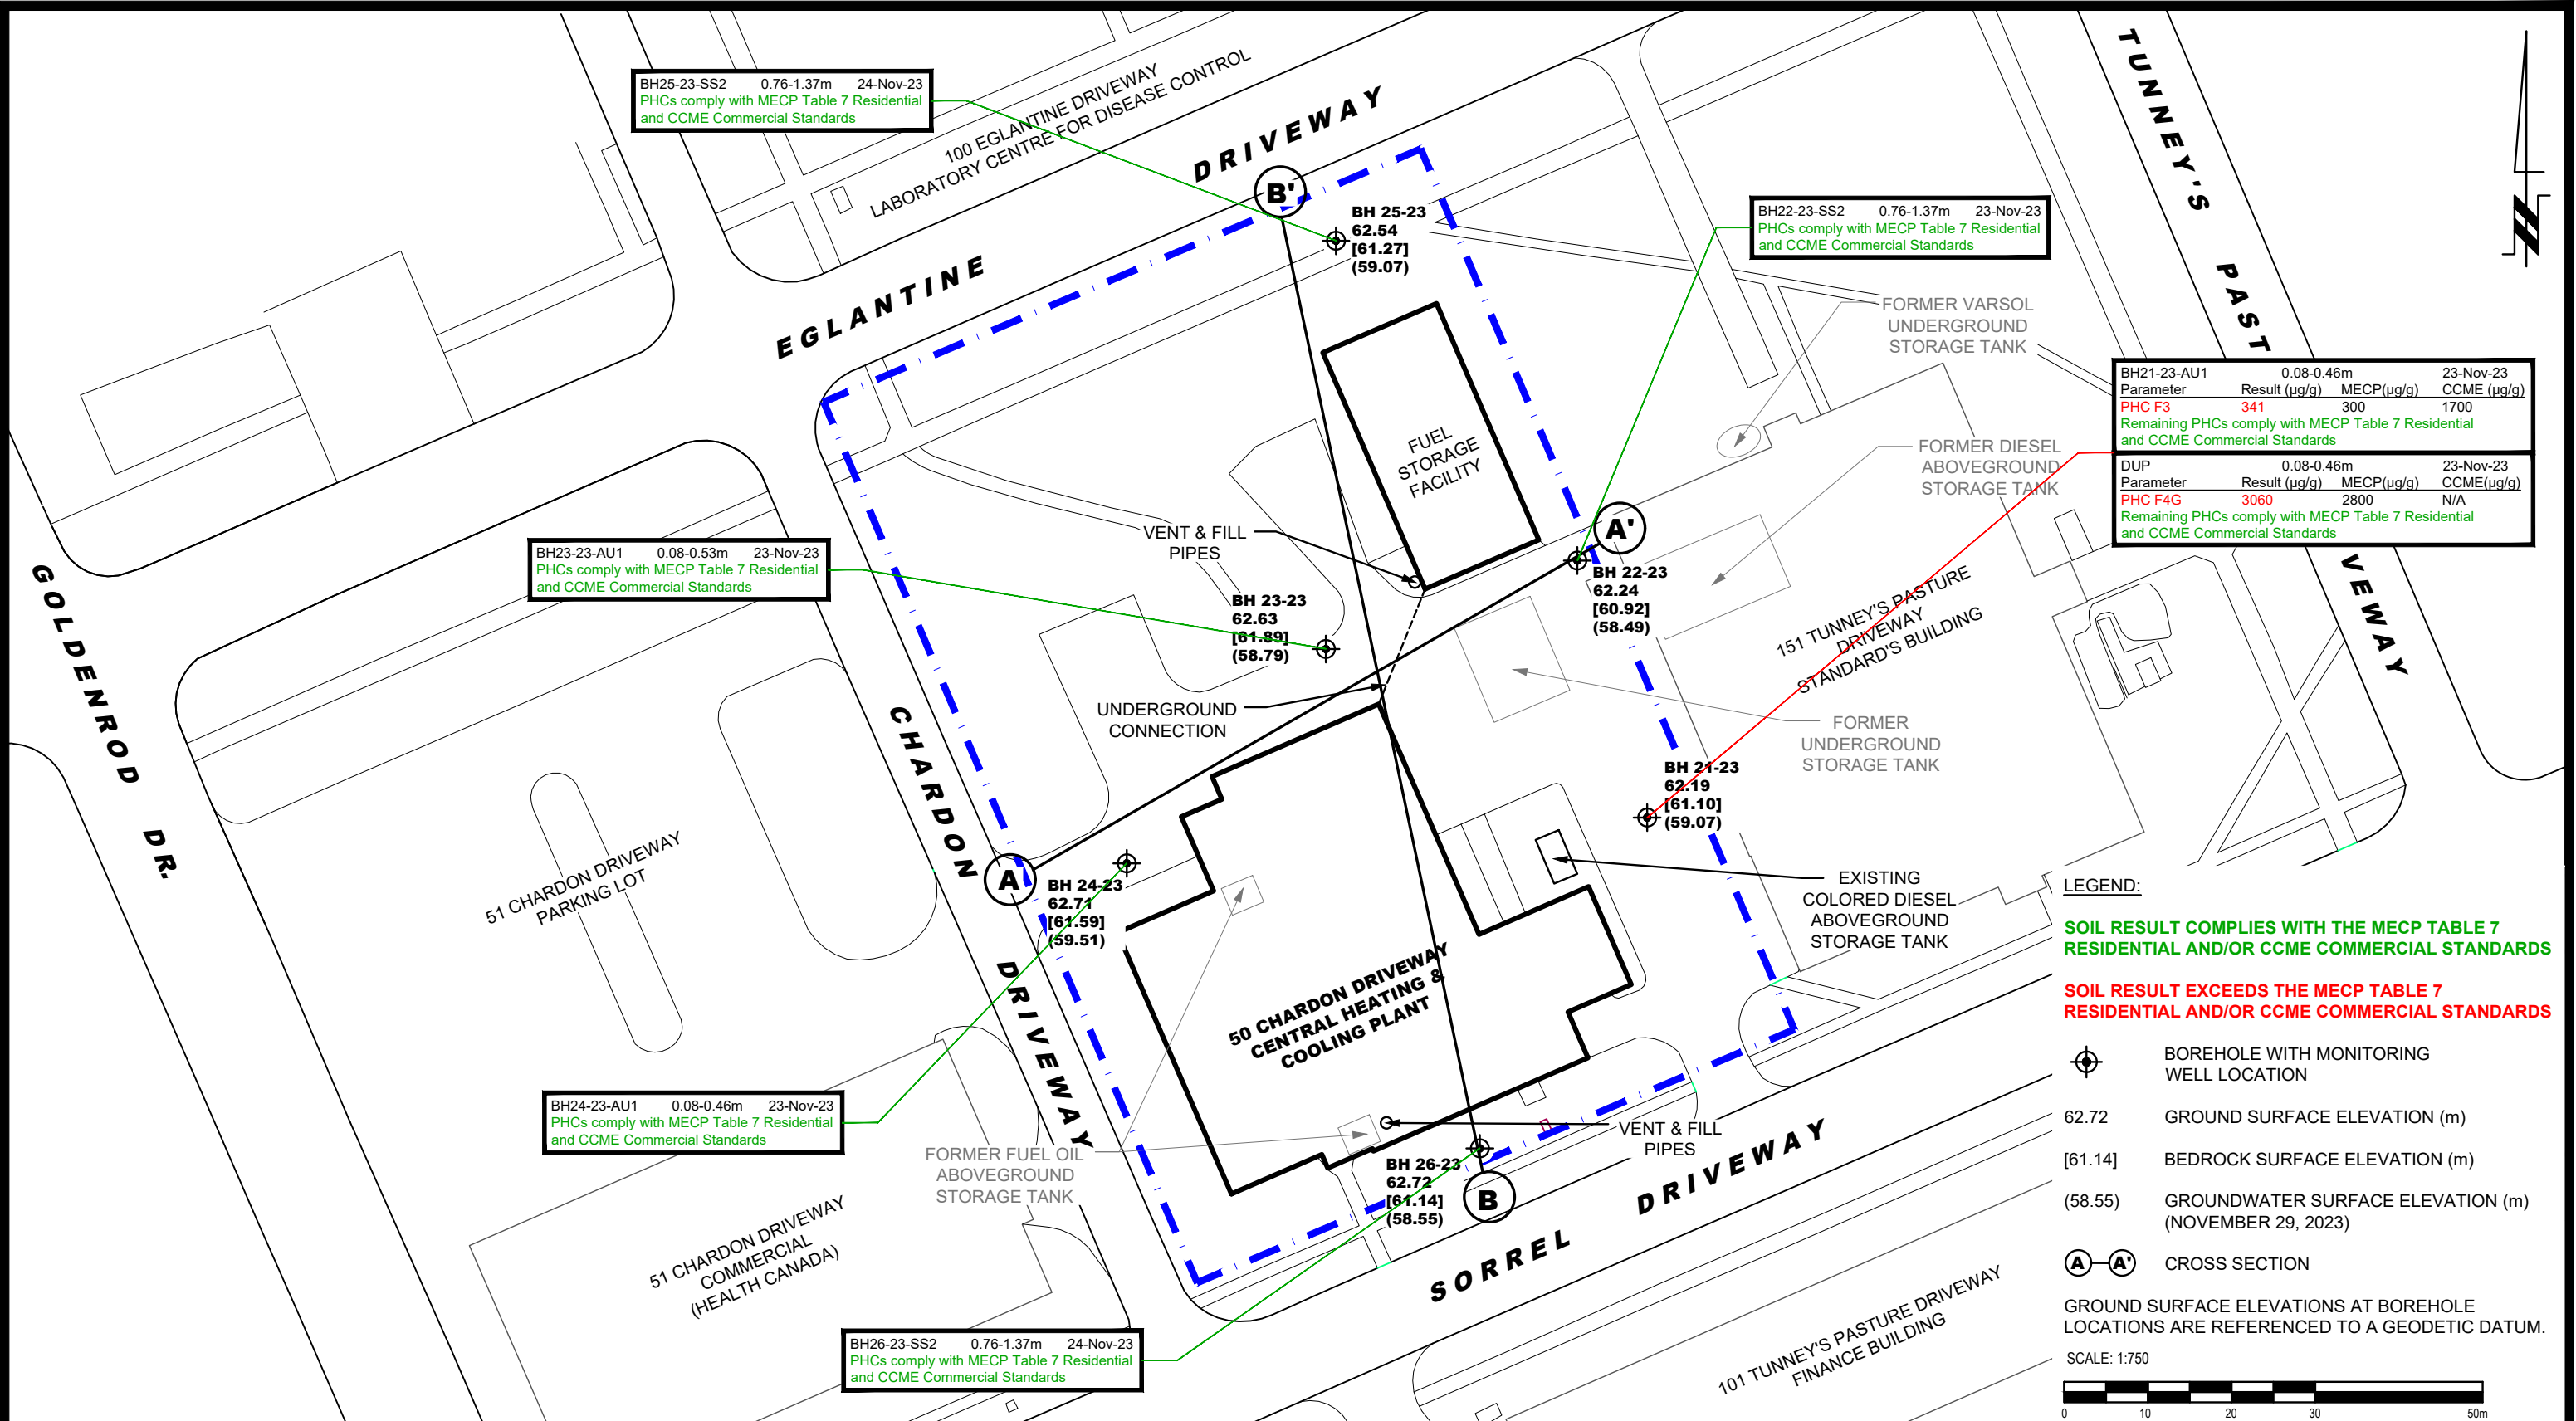 BH25-23-SS2 0.76-1.37m 24-Nov-23
PHCs comply with MECP Table 7 Residential
and CCME Commercial Standards
100 EGLANTINE DRIVEWAY
LABORATORY CENTRE FOR DISEASE CONTROL
EGLANTINE DRIVEWAY
TUNNEY'S PAST
VEWAY
B'
BH 25-23
62.54
[61.27]
(59.07)
BH22-23-SS2 0.76-1.37m 23-Nov-23
PHCs comply with MECP Table 7 Residential
and CCME Commercial Standards
FORMER VARSOL
UNDERGROUND
STORAGE TANK
BH21-23-AU1 0.08-0.46m 23-Nov-23
Parameter Result (µg/g) MECP(µg/g) CCME (µg/g)
PHC F3 341 300 1700
Remaining PHCs comply with MECP Table 7 Residential
and CCME Commercial Standards
DUP 0.08-0.46m 23-Nov-23
Parameter Result (µg/g) MECP(µg/g) CCME(µg/g)
PHC F4G 3060 2800 N/A
Remaining PHCs comply with MECP Table 7 Residential
and CCME Commercial Standards
FORMER DIESEL
ABOVEGROUND
STORAGE TANK
FUEL
STORAGE
FACILITY
VENT & FILL
PIPES
A'
BH23-23-AU1 0.08-0.53m 23-Nov-23
PHCs comply with MECP Table 7 Residential
and CCME Commercial Standards
BH 23-23
62.63
[61.89]
(58.79)
BH 22-23
62.24
[60.92]
(58.49)
151 TUNNEY'S PASTURE
DRIVEWAY
STANDARD'S BUILDING
GOLDENROD DR.
UNDERGROUND
CONNECTION
FORMER
UNDERGROUND
STORAGE TANK
CHARDON DRIVEWAY
BH 21-23
62.19
[61.10]
(59.07)
51 CHARDON DRIVEWAY
PARKING LOT
A
BH 24-23
62.71
[61.59]
(59.51)
EXISTING
COLORED DIESEL
ABOVEGROUND
STORAGE TANK
50 CHARDON DRIVEWAY
CENTRAL HEATING &
COOLING PLANT
BH24-23-AU1 0.08-0.46m 23-Nov-23
PHCs comply with MECP Table 7 Residential
and CCME Commercial Standards
FORMER FUEL OIL
ABOVEGROUND
STORAGE TANK
VENT & FILL
PIPES
BH 26-23
62.72
[61.14]
(58.55)
B
SORREL DRIVEWAY
51 CHARDON DRIVEWAY
COMMERCIAL
(HEALTH CANADA)
BH26-23-SS2 0.76-1.37m 24-Nov-23
PHCs comply with MECP Table 7 Residential
and CCME Commercial Standards
101 TUNNEY'S PASTURE DRIVEWAY
FINANCE BUILDING
LEGEND:
SOIL RESULT COMPLIES WITH THE MECP TABLE 7
RESIDENTIAL AND/OR CCME COMMERCIAL STANDARDS
SOIL RESULT EXCEEDS THE MECP TABLE 7
RESIDENTIAL AND/OR CCME COMMERCIAL STANDARDS
BOREHOLE WITH MONITORING
WELL LOCATION
62.72 GROUND SURFACE ELEVATION (m)
[61.14] BEDROCK SURFACE ELEVATION (m)
(58.55) GROUNDWATER SURFACE ELEVATION (m)
(NOVEMBER 29, 2023)
A A' CROSS SECTION
GROUND SURFACE ELEVATIONS AT BOREHOLE
LOCATIONS ARE REFERENCED TO A GEODETIC DATUM.
SCALE: 1:750
0 10 20 30 50m